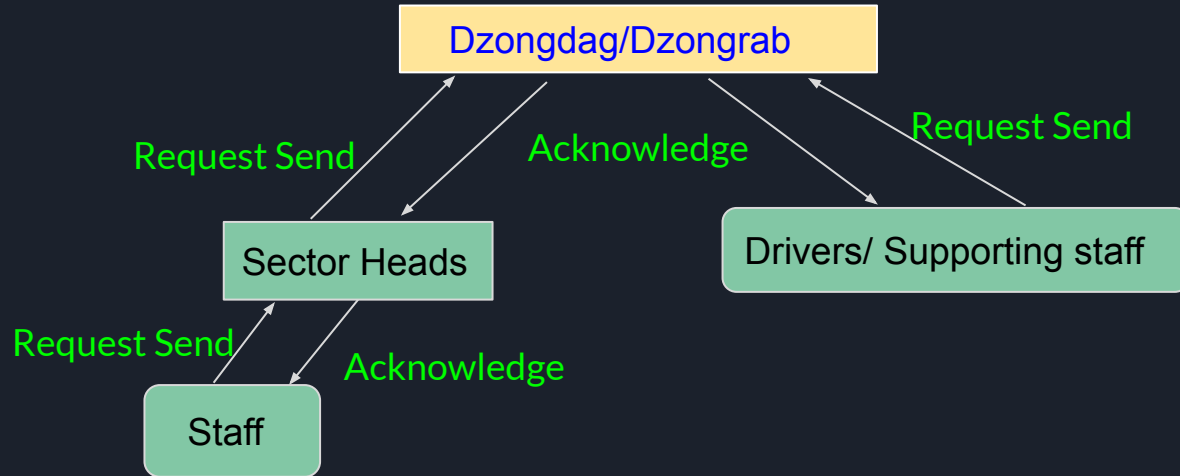 Dzongdag/Dzongrab
Request Send
Acknowledge
Request Send
Sector Heads
Drivers/ Supporting staff
Request Send
Acknowledge
Staff